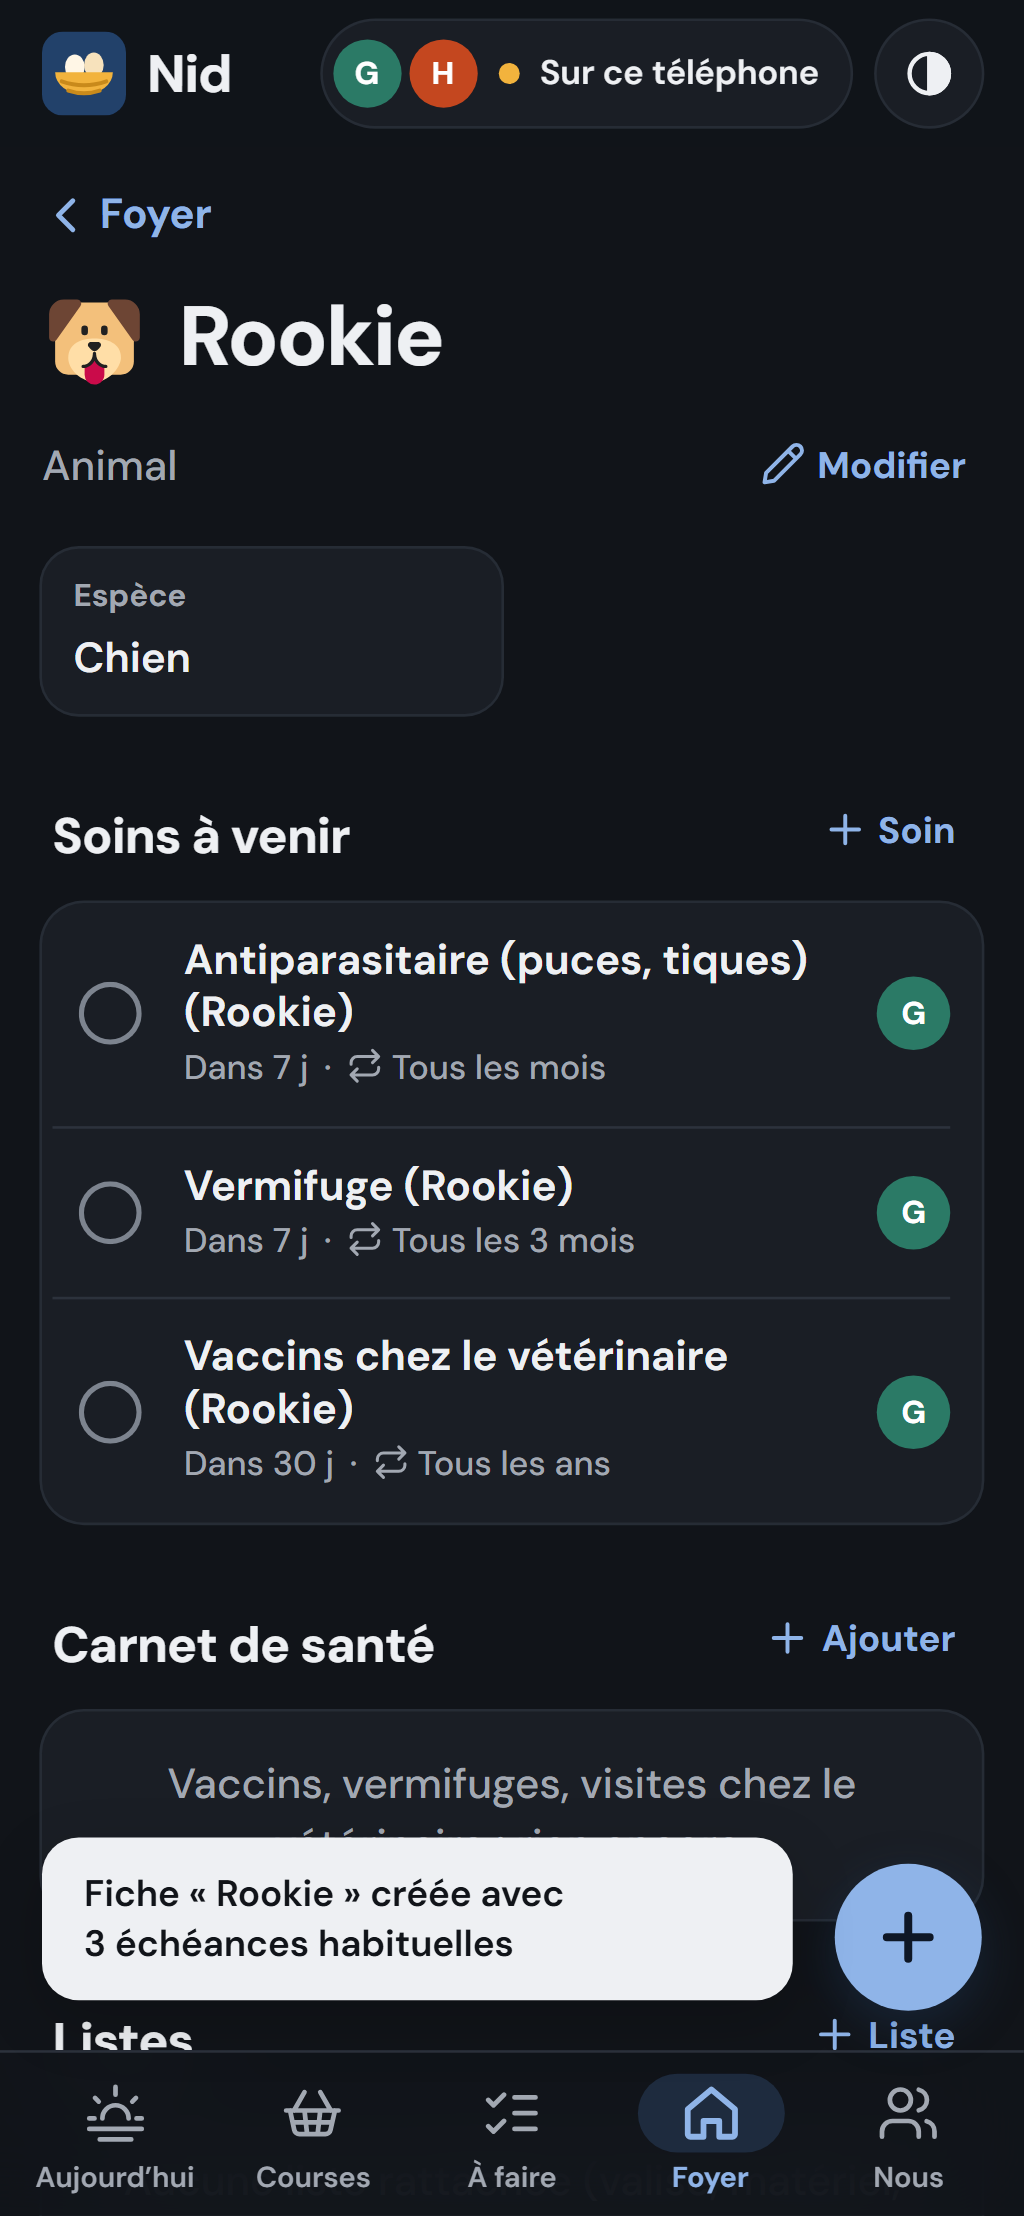 Nid
G H Sur ce téléphone
Foyer
Rookie
Animal
Modifier
Espèce
Chien
Soins à venir
+ Soin
Antiparasitaire (puces, tiques)
(Rookie)
G
Dans 7 j · Tous les mois
Vermifuge (Rookie)
G
Dans 7 j · Tous les 3 mois
Vaccins chez le vétérinaire
(Rookie)
G
Dans 30 j · Tous les ans
Carnet de santé
+ Ajouter
Vaccins, vermifuges, visites chez le
Fiche « Rookie » créée avec
3 échéances habituelles
Listes
+ Liste
Aujourd’hui
Courses
À faire
Foyer
Nous